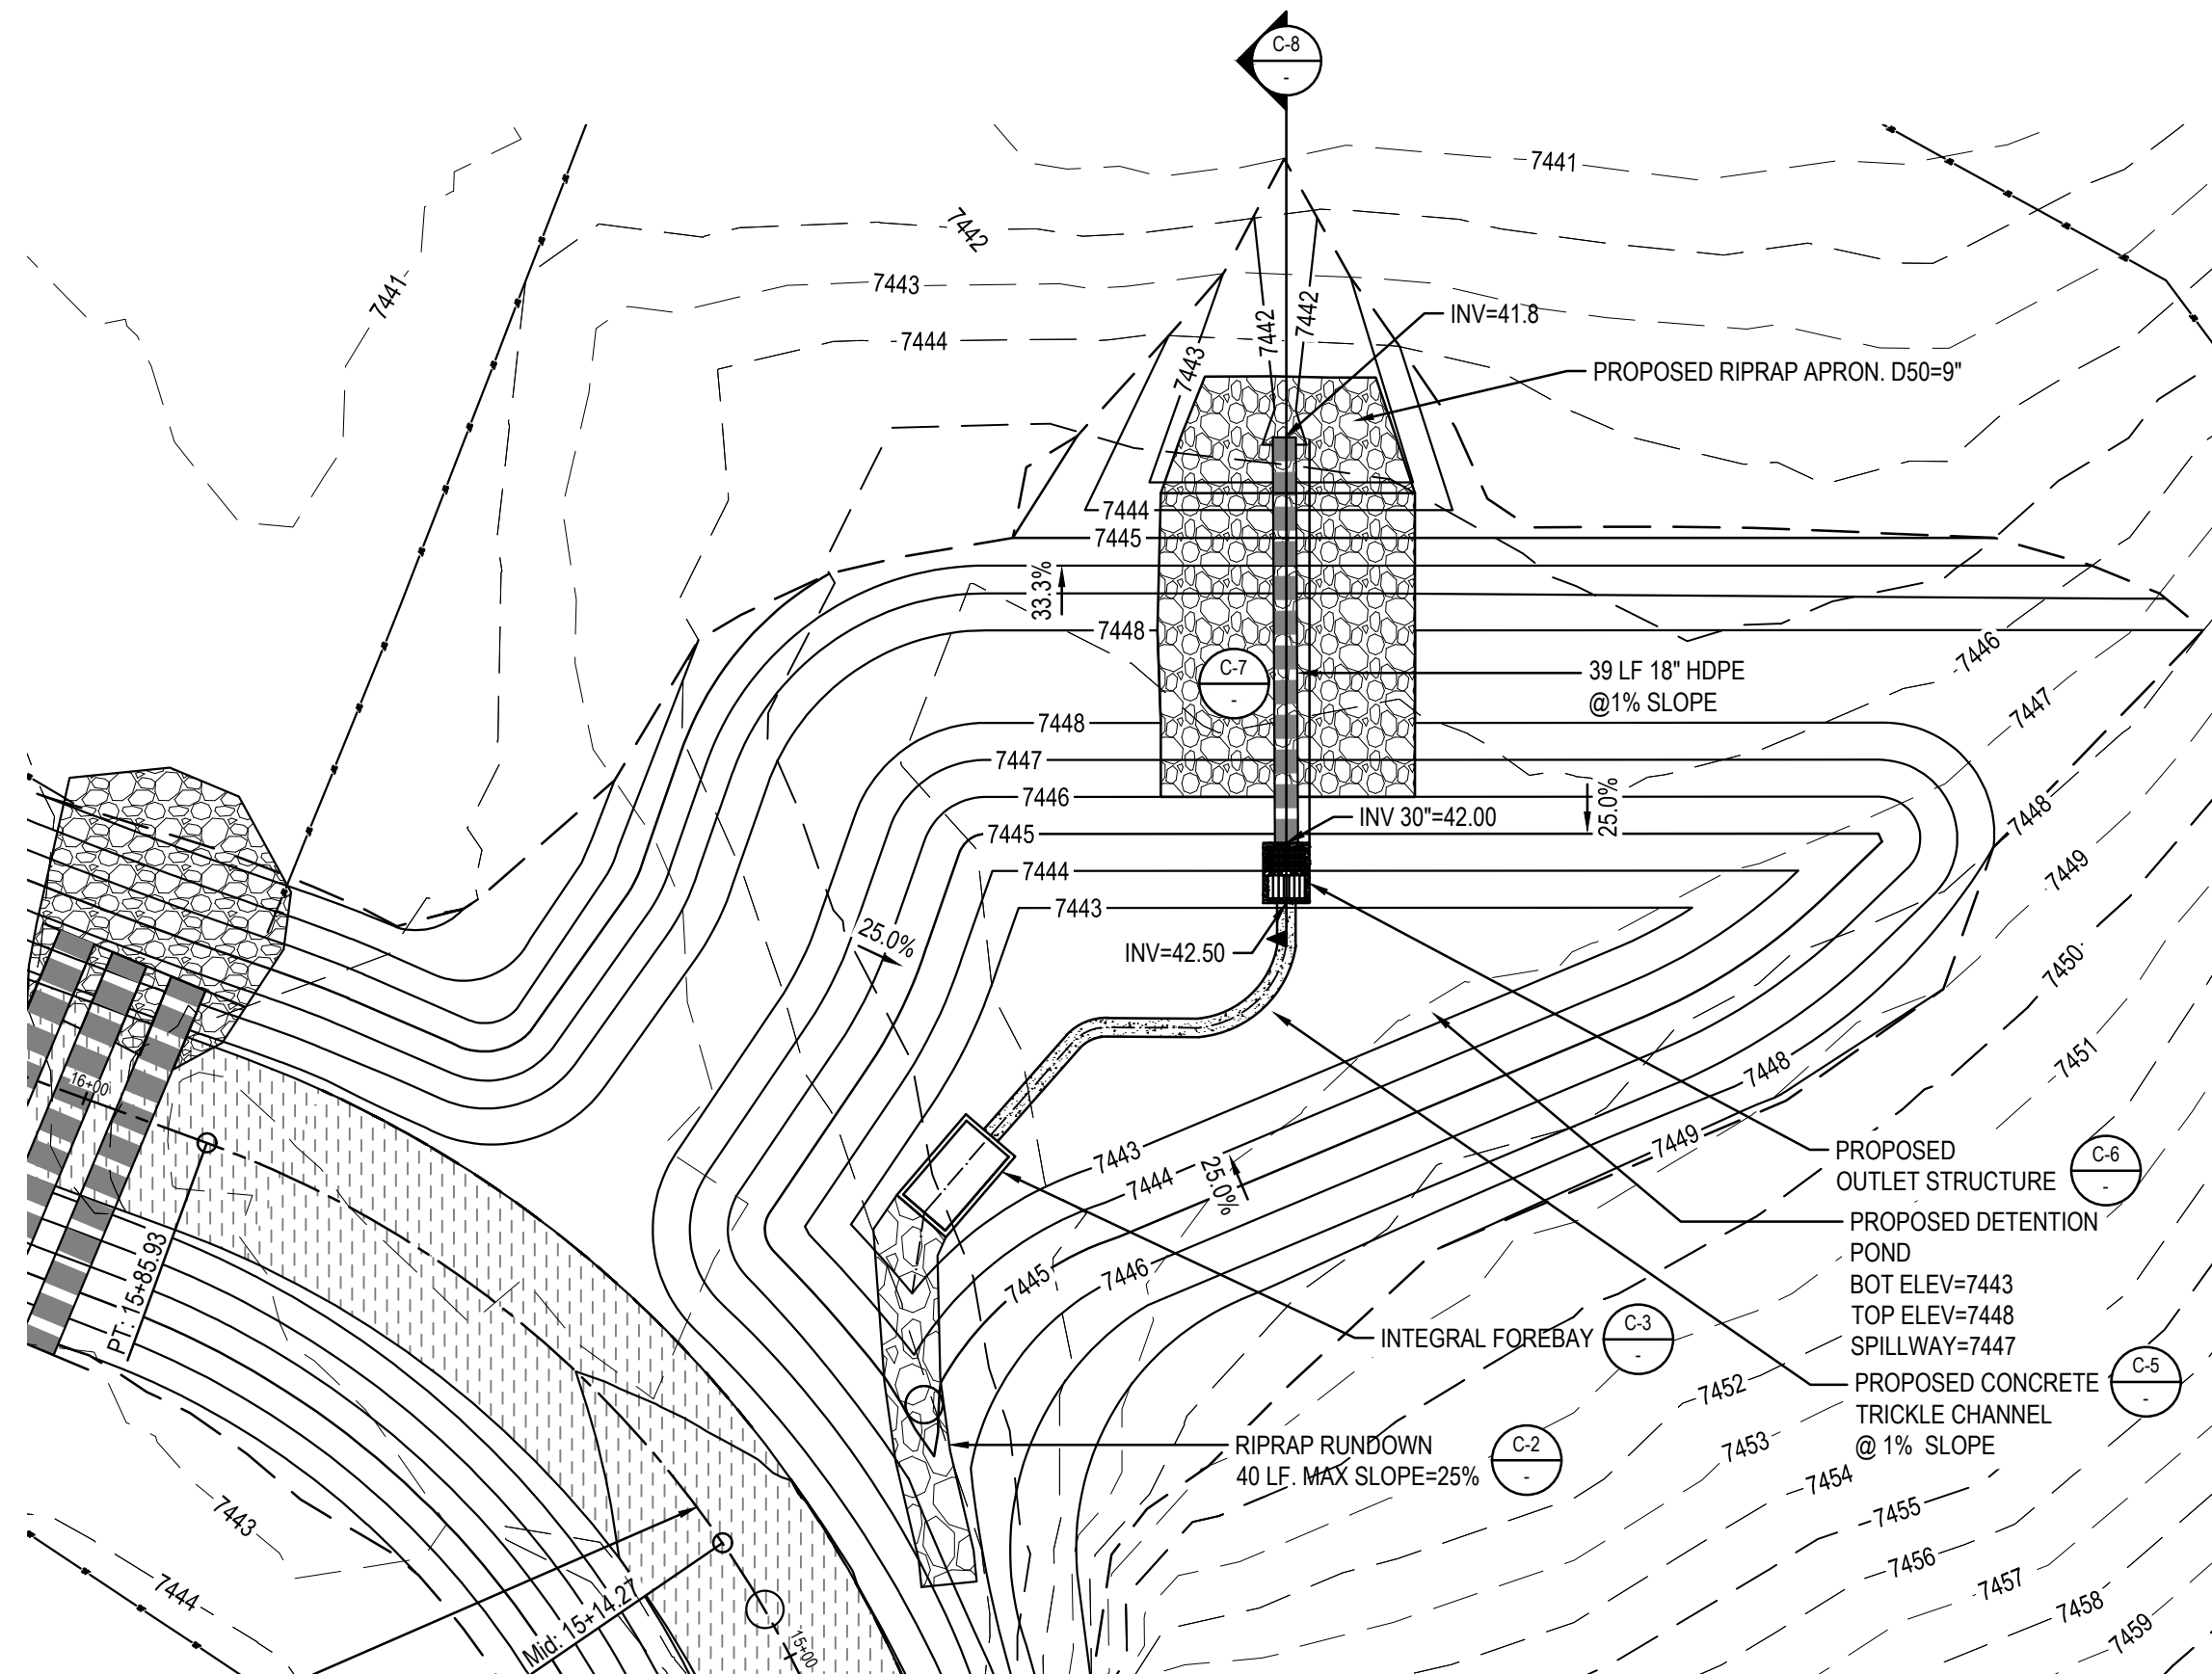 C-8
-
7441
7442
7441
7443
7442
7442
INV=41.8
7444
7443
PROPOSED RIPRAP APRON. D50=9"
7444
7445
33.3%
7448
7446
C-7
-
39 LF 18" HDPE
@1% SLOPE
7447
7448
7447
7446
25.0%
INV 30"=42.00
7448
7445
7444
7449
7443
25.0%
INV=42.50
7450
7451
7448
16+00
7449
7443
PROPOSED
OUTLET STRUCTURE
C-6
-
7444
25.0%
PROPOSED DETENTION
POND
BOT ELEV=7443
TOP ELEV=7448
SPILLWAY=7447
PT: 15+85.93
7445
7446
INTEGRAL FOREBAY
C-3
-
PROPOSED CONCRETE
TRICKLE CHANNEL
@ 1% SLOPE
C-5
-
7452
RIPRAP RUNDOWN
40 LF. MAX SLOPE=25%
C-2
-
7453
7454
7443
7455
7456
7444
7457
Mid: 15+14.27
7458
15+00
7459